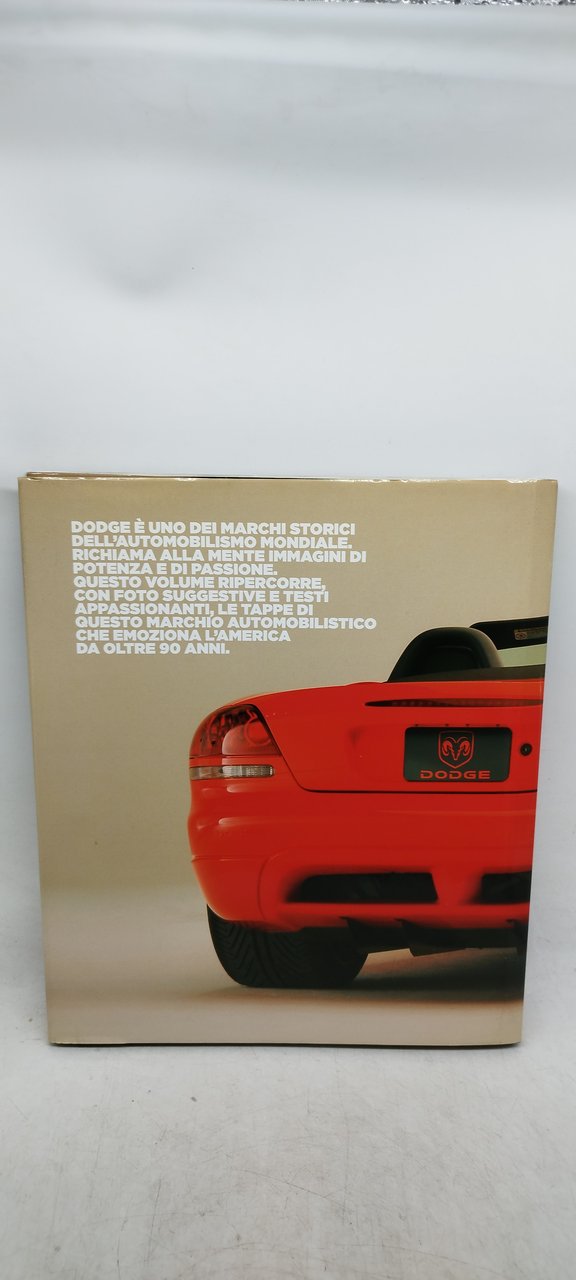 DODGE È UNO DEI MARCHI STORICI
DELL'AUTOMOBILISMO MONDIALE.
RICHIAMA ALLA MENTE IMMAGINI DI
POTENZA E DI PASSIONE.
QUESTO VOLUME RIPERCORRE,
CON FOTO SUGGESTIVE E TESTI
APPASSIONANTI, LE TAPPE DI
QUESTO MARCHIO AUTOMOBILISTICO
CHE EMOZIONA L'AMERICA
DA OLTRE 90 ANNI.
DODGE